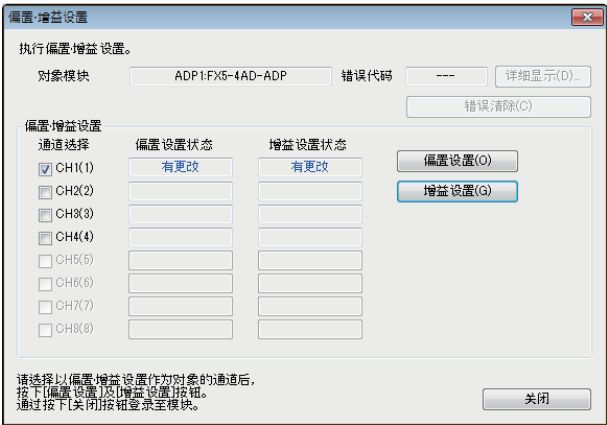 偏置·增益设置
执行偏置·增益设置。
对象模块 ADP1:FX5-4AD-ADP 错误代码 --- 详细显示(D)...
错误清除(C)
偏置·增益设置
通道选择 偏置设置状态 增益设置状态
CH1(1) 有更改 有更改 偏置设置(O)
CH2(2) 增益设置(G)
CH3(3)
CH4(4)
CH5(5)
CH6(6)
CH7(7)
CH8(8)
请选择以偏置·增益设置作为对象的通道后,
按下[偏置设置]及[增益设置]按钮。
通过按下[关闭]按钮登录至模块。
关闭